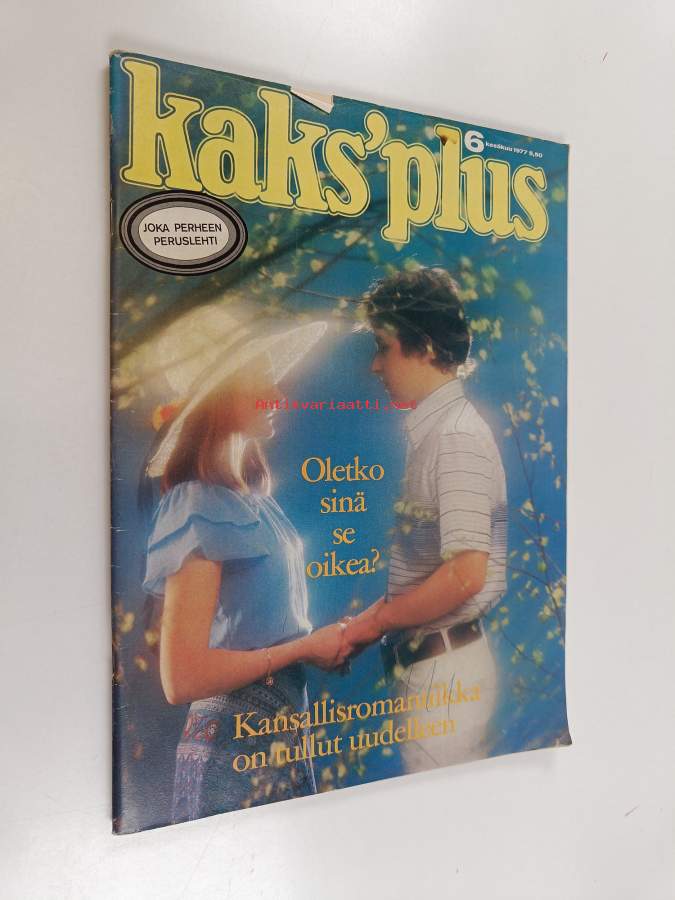 kaks'plus
6 kesäkuu 1977 5,50
JOKA PERHEEN
PERUSLEHTI
Antikvariaatti.net
Oletko
sinä
se
oikea?
Kansallisromantiikka
on tullut uudelleen